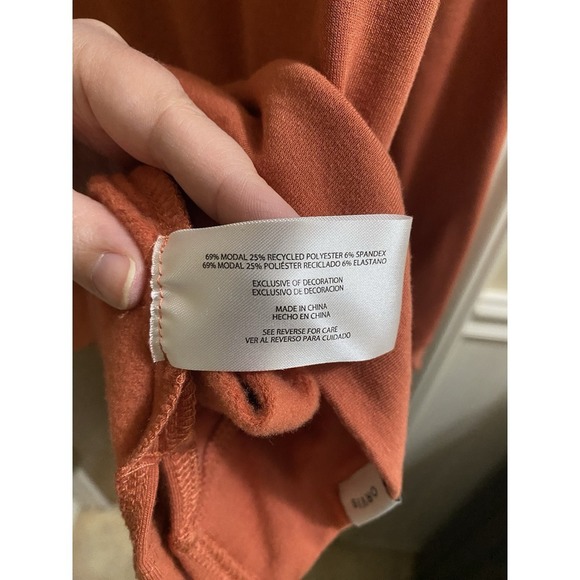 69% MODAL 25% RECYCLED POLYESTER 6% SPANDEX
69% MODAL 25% POLIÉSTER RECICLADO 6% ELASTANO
EXCLUSIVE OF DECORATION
EXCLUSIVO DE DECORACION
MADE IN CHINA
HECHO EN CHINA
SEE REVERSE FOR CARE
VER AL REVERSO PARA CUIDADO
ORVIS